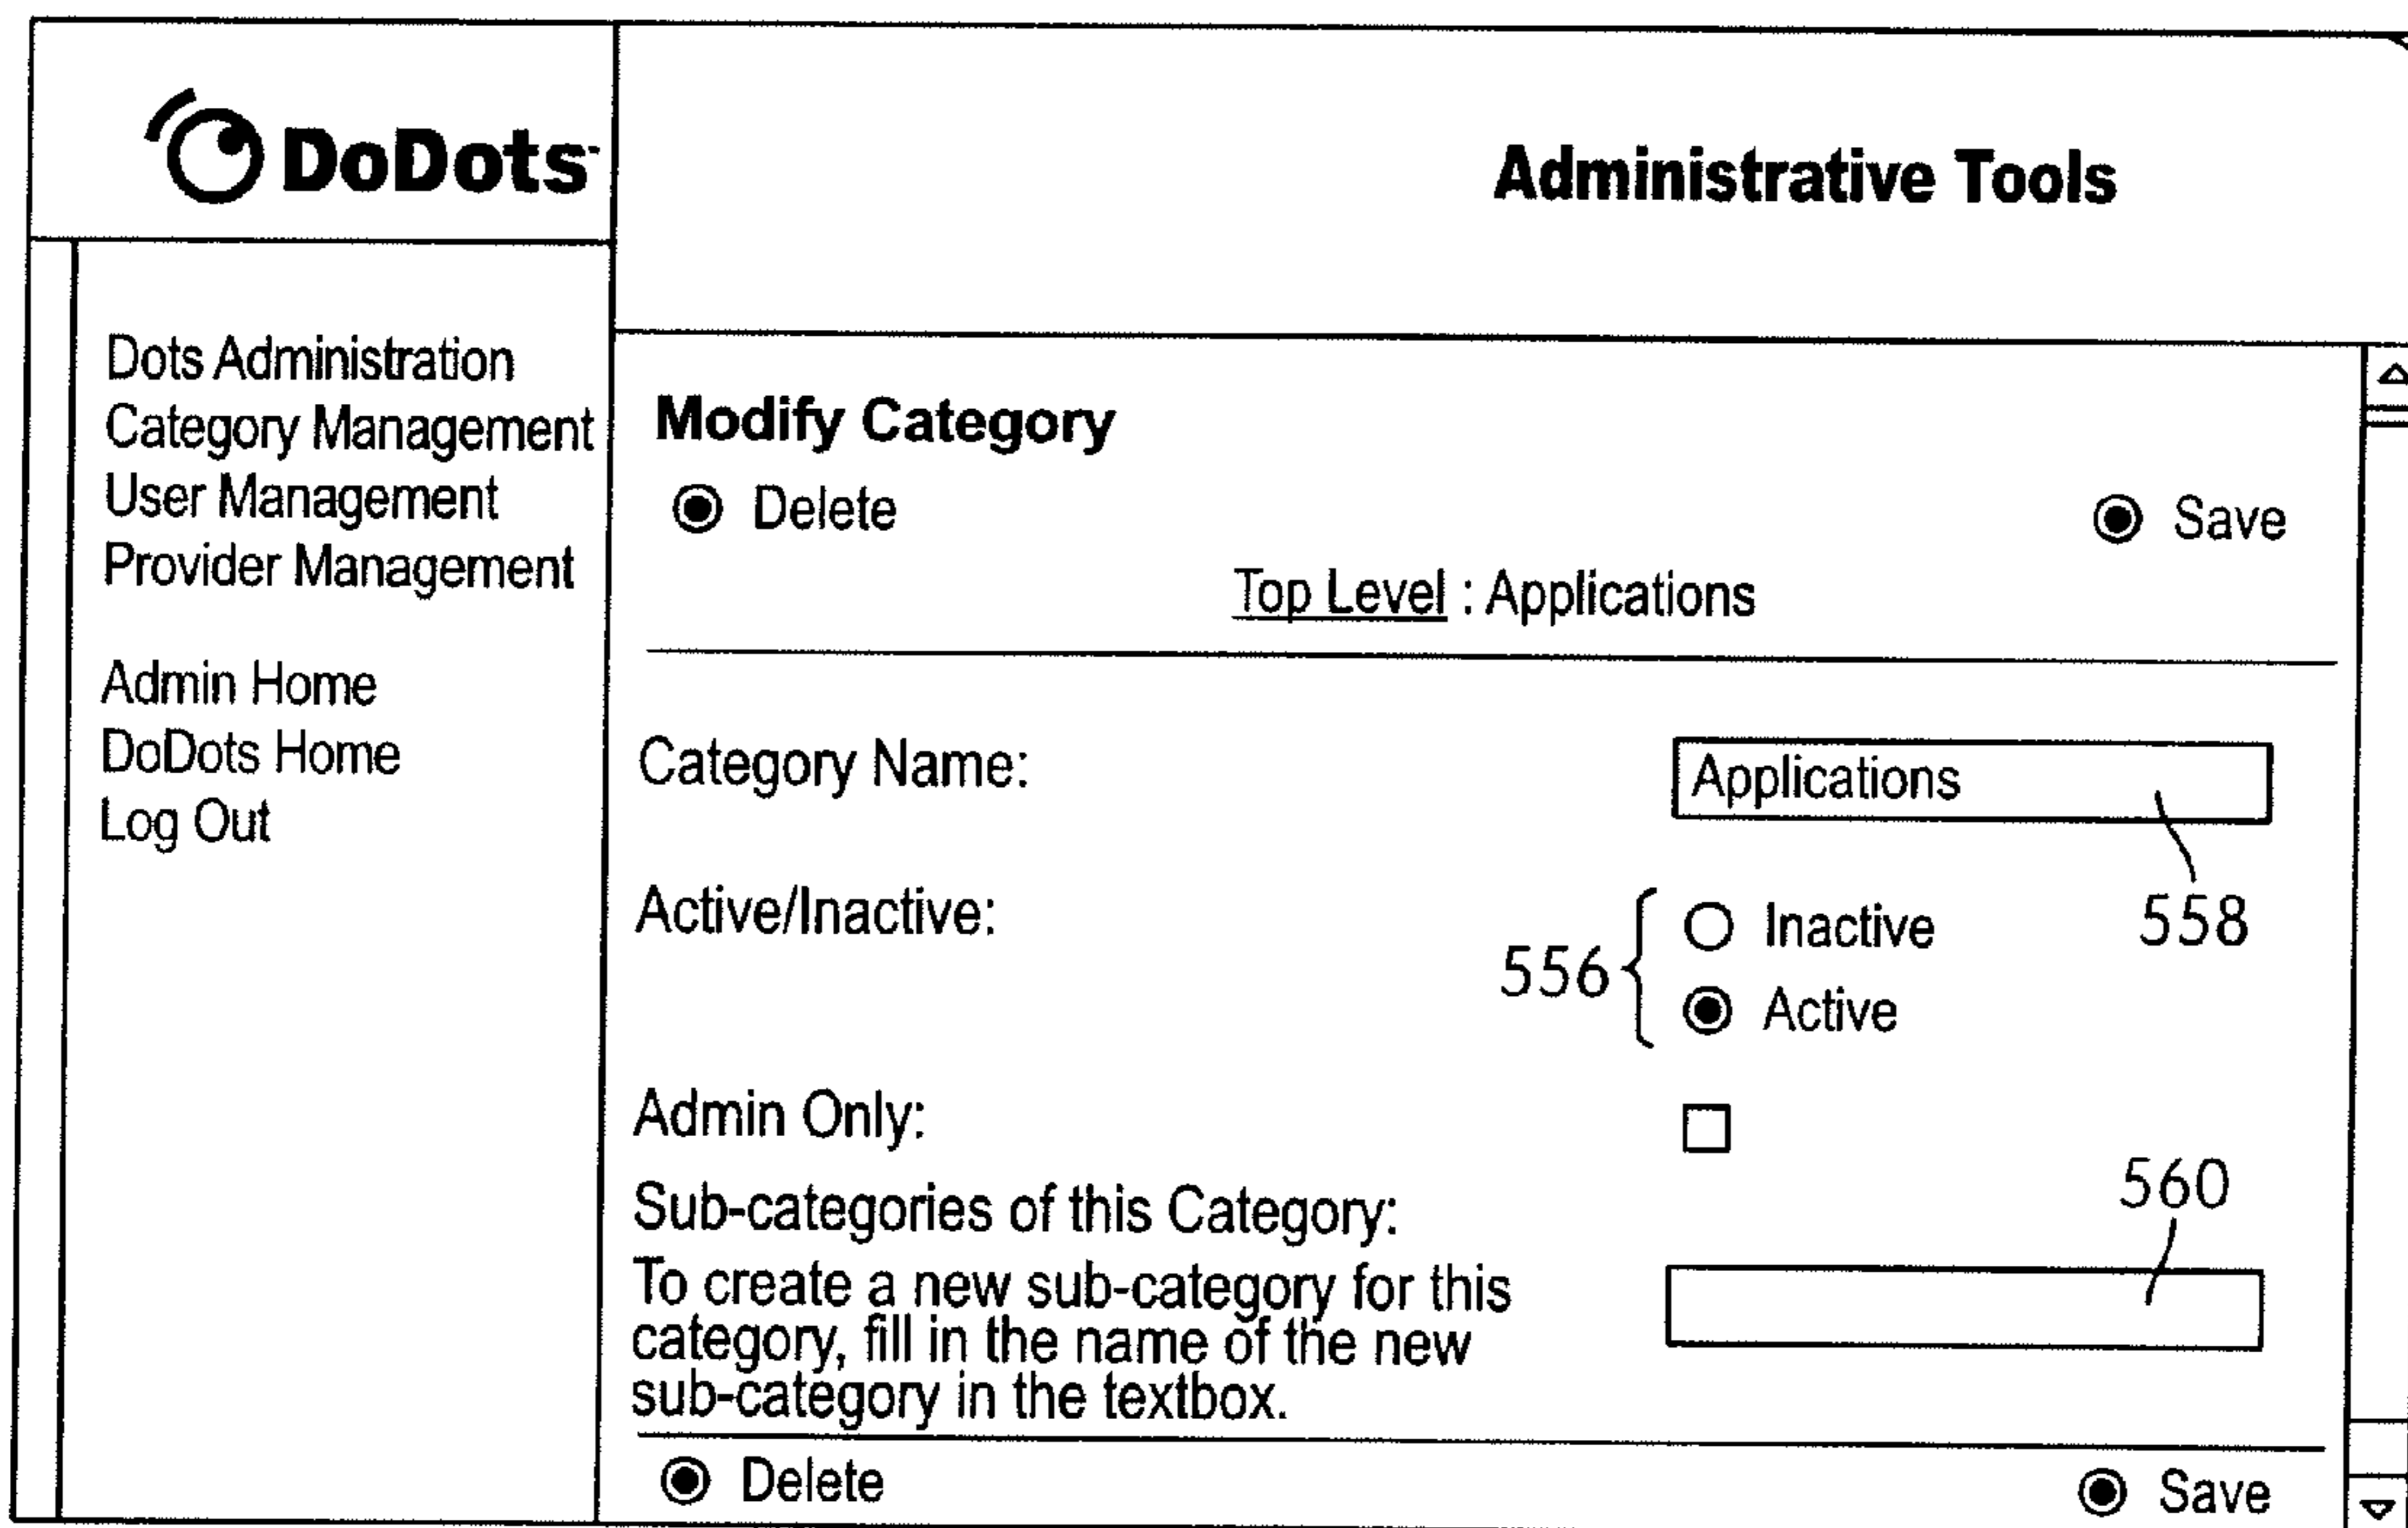 DoDots™
Administrative Tools
Dots Administration
Category Management
User Management
Provider Management
Admin Home
DoDots Home
Log Out
Modify Category
Delete
Save
Top Level : Applications
Category Name:
Applications
558
Active/Inactive:
556
Inactive
Active
Admin Only:
Sub-categories of this Category:
560
To create a new sub-category for this
category, fill in the name of the new
sub-category in the textbox.
Delete
Save